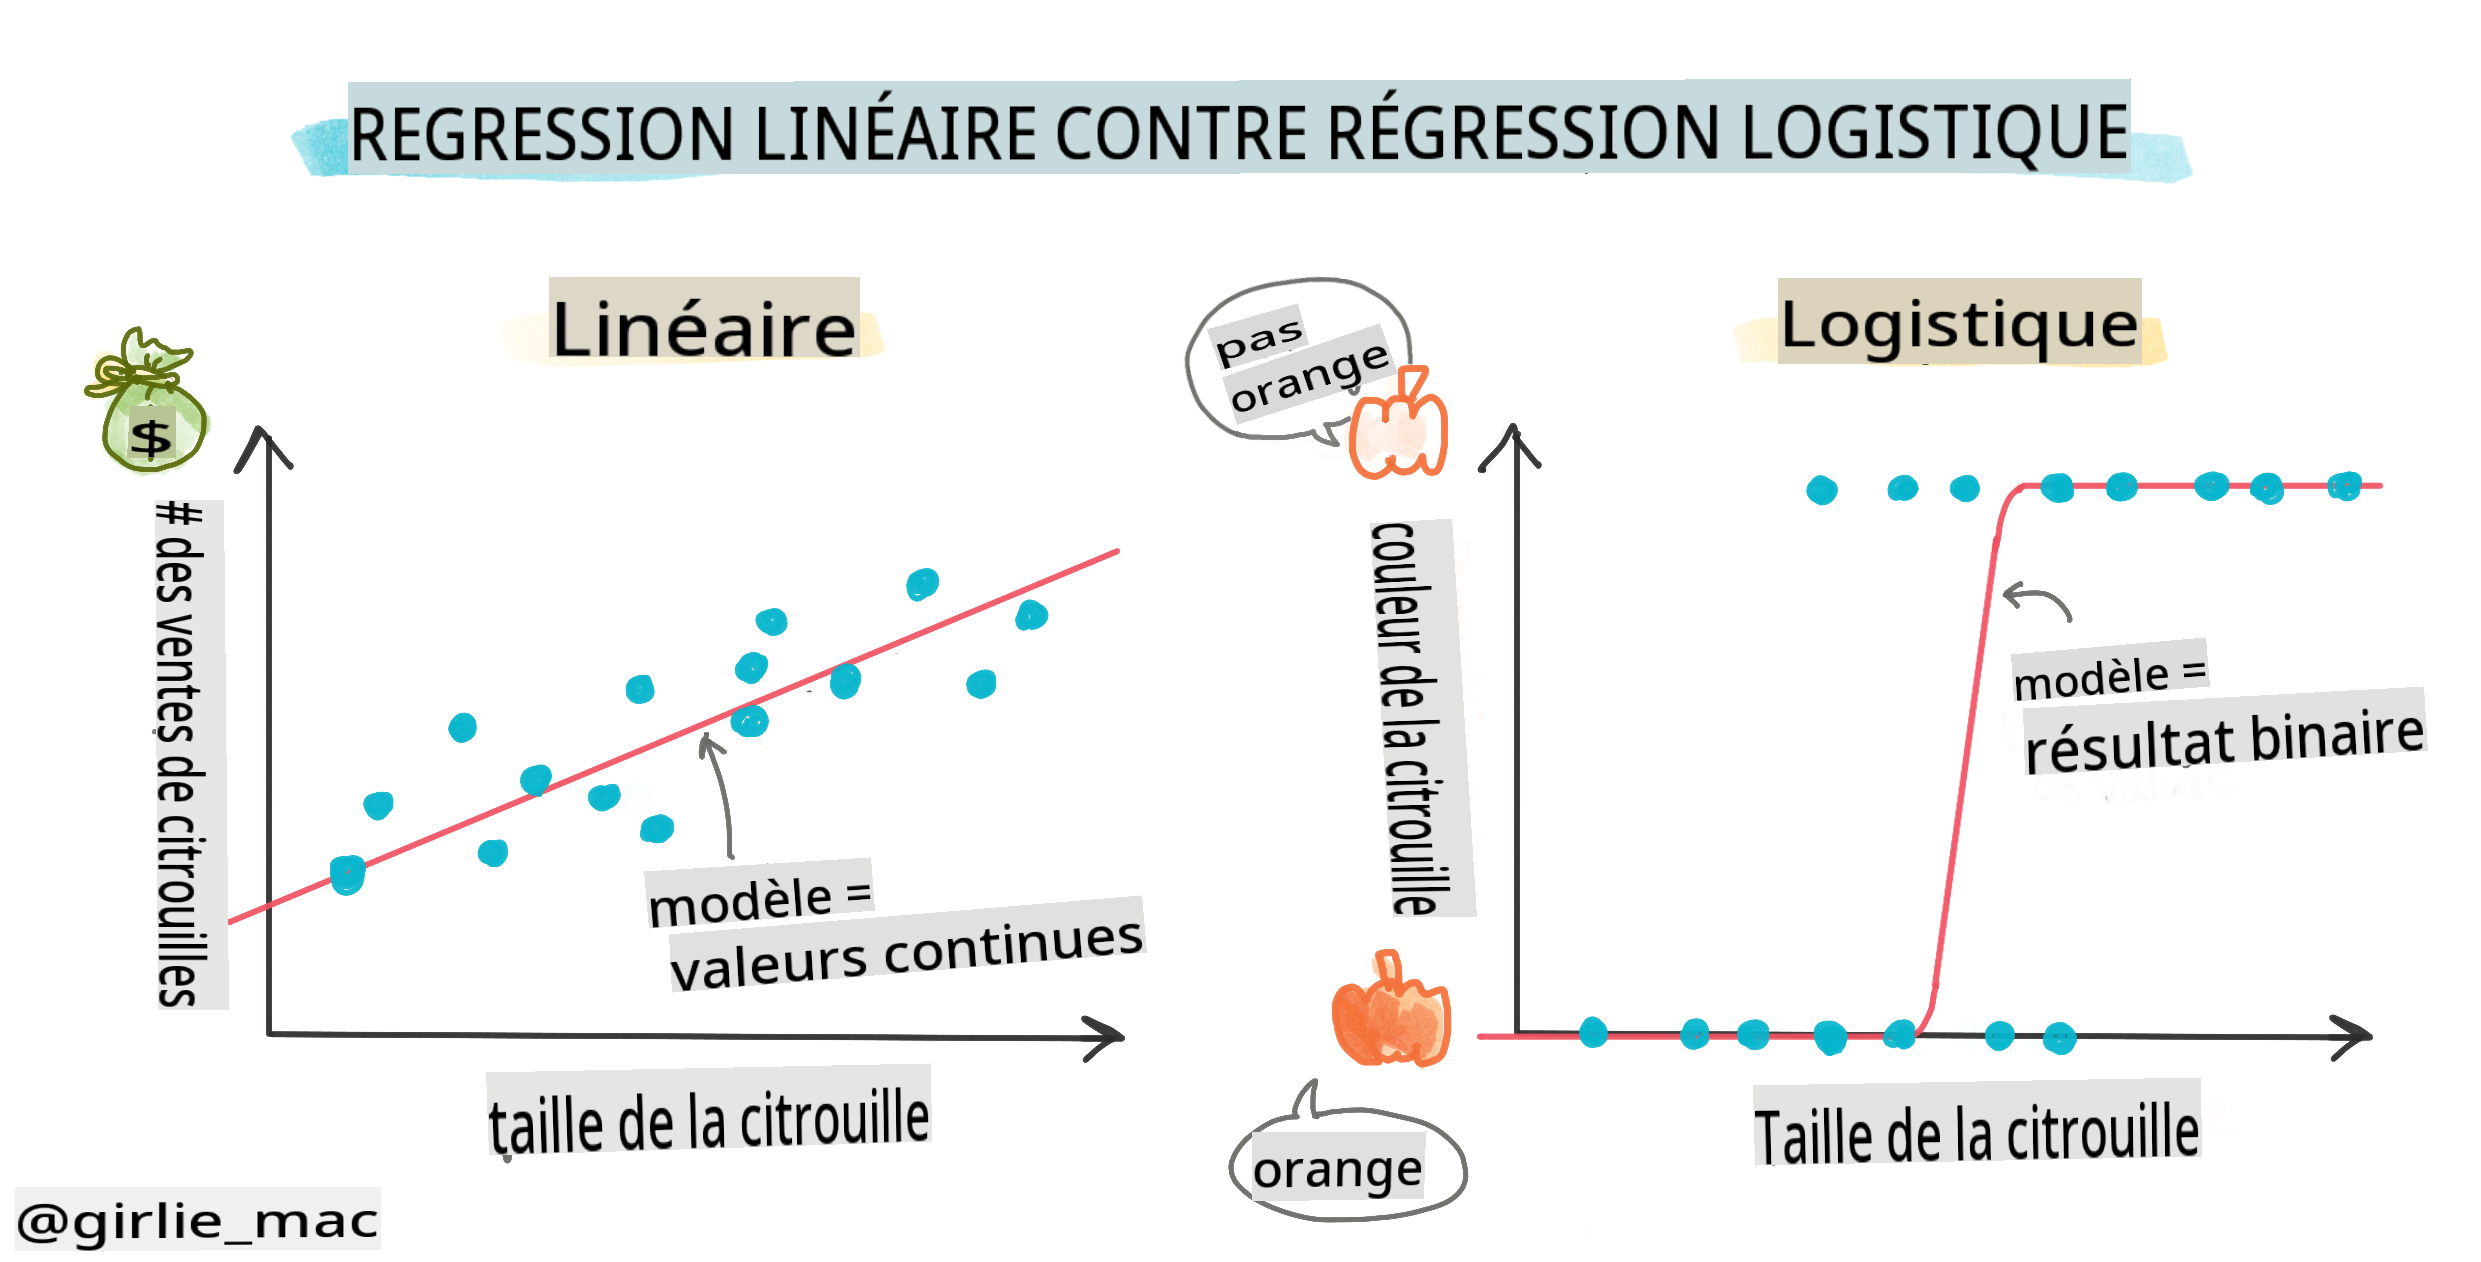 REGRESSION LINÉAIRE CONTRE RÉGRESSION LOGISTIQUE
Linéaire
$
# des ventes de citrouilles
modèle =
valeurs continues
taille de la citrouille
Logistique
pas
orange
couleur de la citrouille
modèle =
résultat binaire
orange
Taille de la citrouille
@girlie_mac